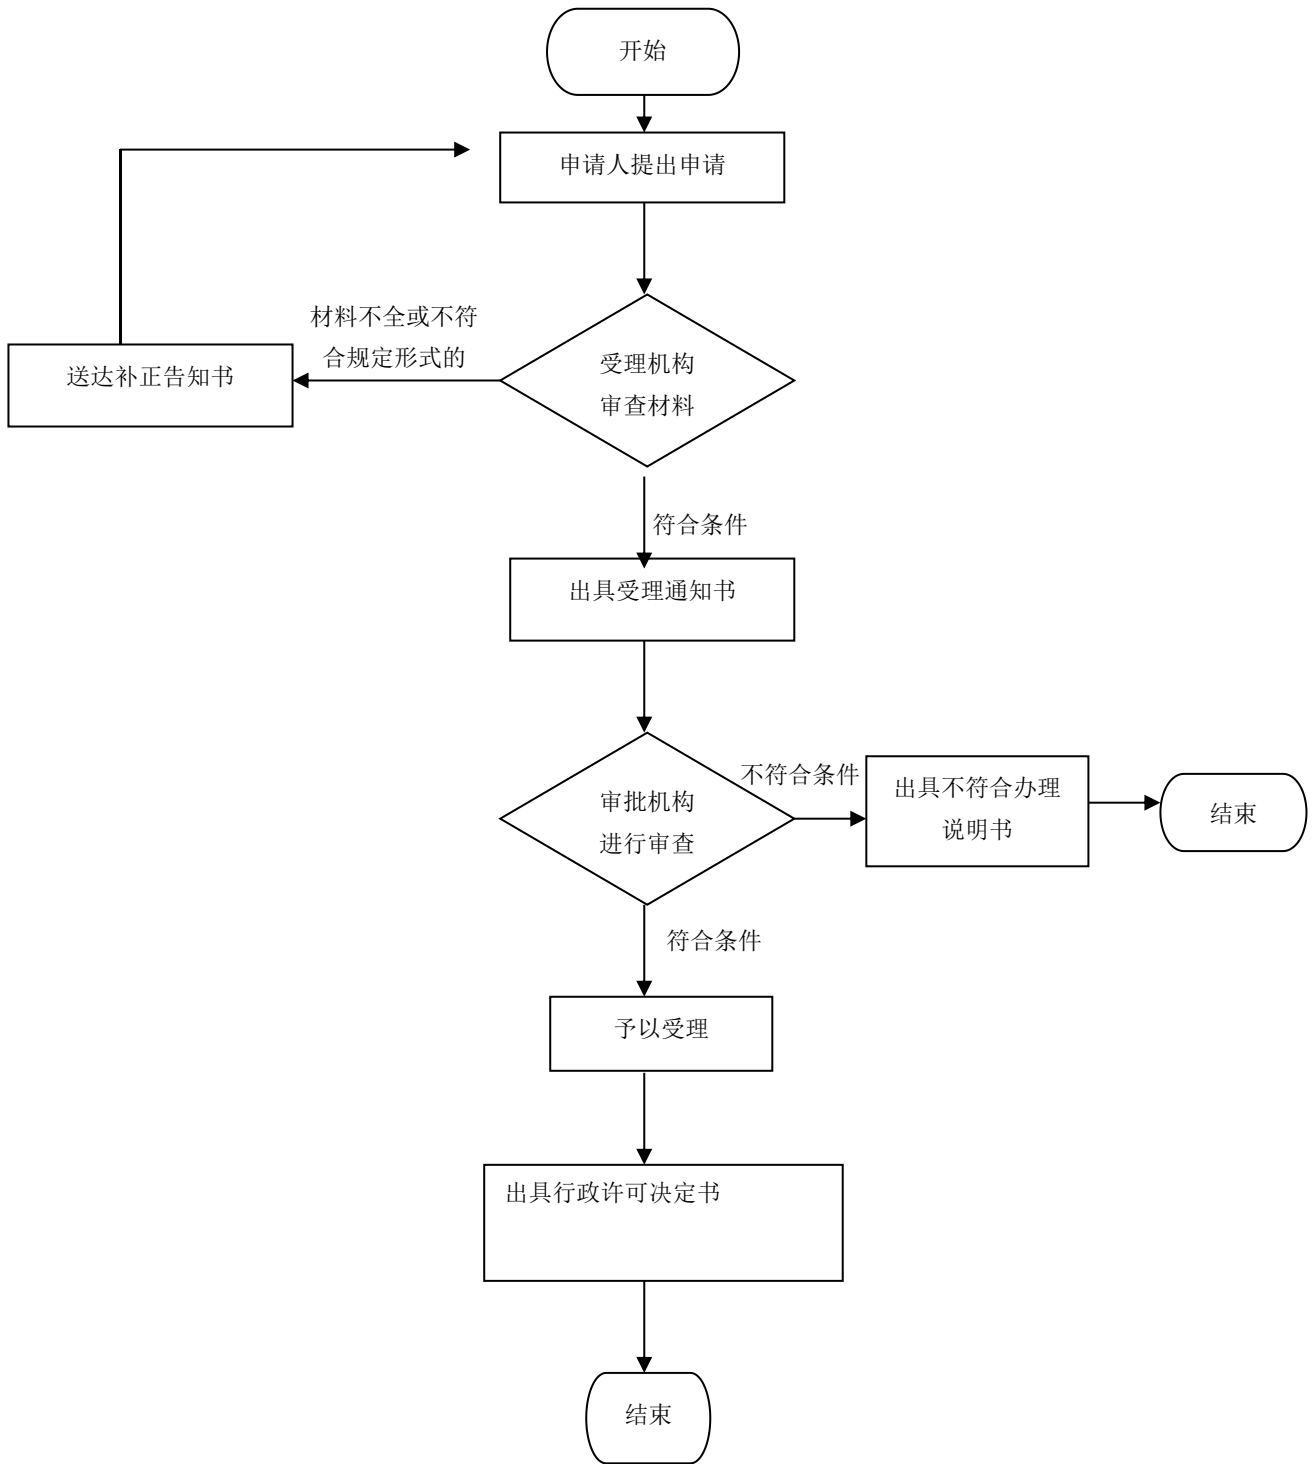 开始
申请人提出申请
材料不全或不符
合规定形式的
送达补正告知书
受理机构
审查材料
符合条件
出具受理通知书
审批机构
进行审查
不符合条件
出具不符合办理
说明书
结束
符合条件
予以受理
出具行政许可决定书
结束